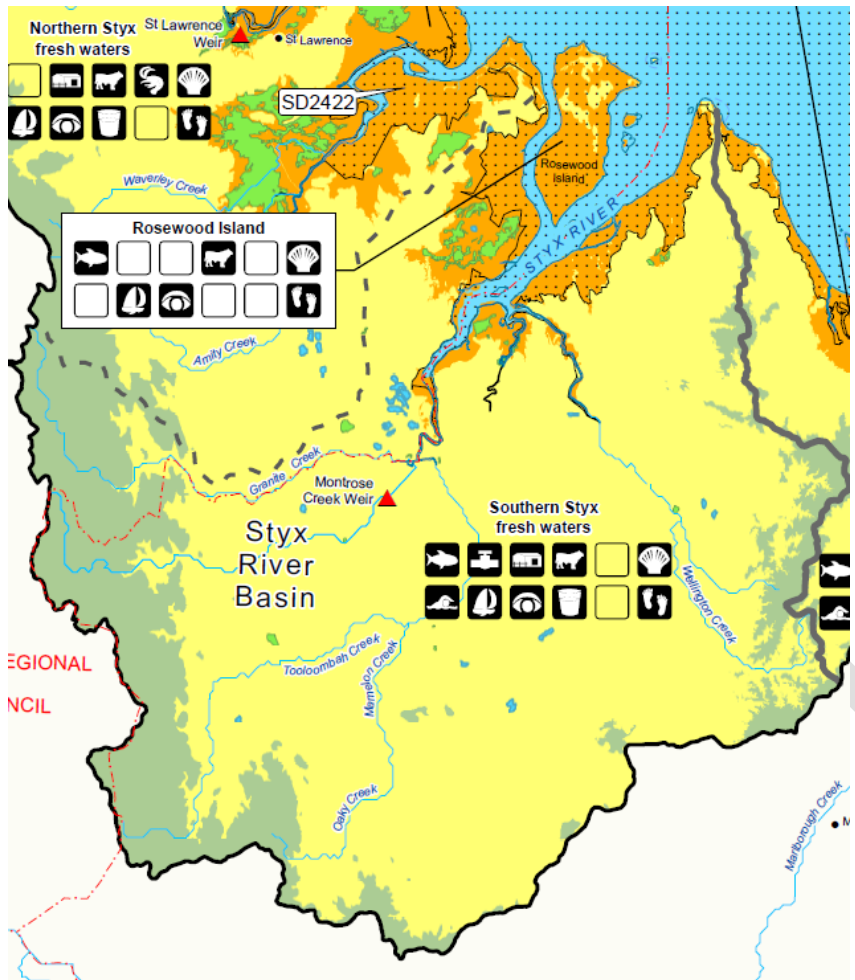 Northern Styx
fresh waters
St Lawrence
Weir
St Lawrence
SD2422
Waverley Creek
Rosewood
Island
STYX RIVER
Rosewood Island
Amity Creek
Granite Creek
Montrose
Creek Weir
Styx
River
Basin
Southern Styx
fresh waters
Wellington Creek
Tooloombah Creek
Mamelon Creek
EGIONAL
NCIL
Oaky Creek
Marlborough Creek
M